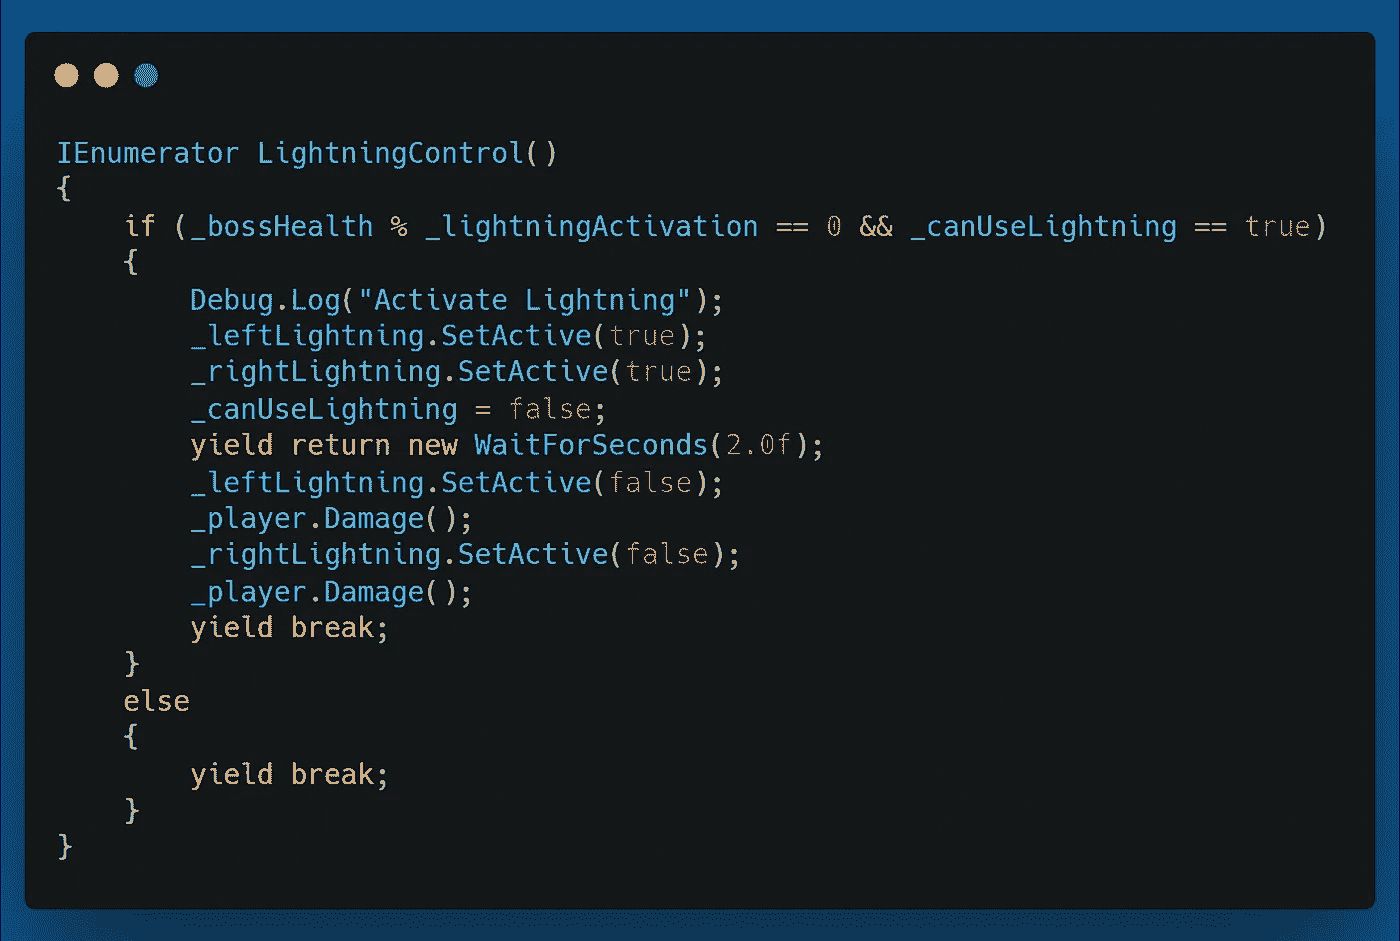 IEnumerator LightningControl()
{
    if (_bossHealth % _lightningActivation == 0 && _canUseLightning == true)
    {
        Debug.Log("Activate Lightning");
        _leftLightning.SetActive(true);
        _rightLightning.SetActive(true);
        _canUseLightning = false;
        yield return new WaitForSeconds(2.0f);
        _leftLightning.SetActive(false);
        _player.Damage();
        _rightLightning.SetActive(false);
        _player.Damage();
        yield break;
    }
    else
    {
        yield break;
    }
}